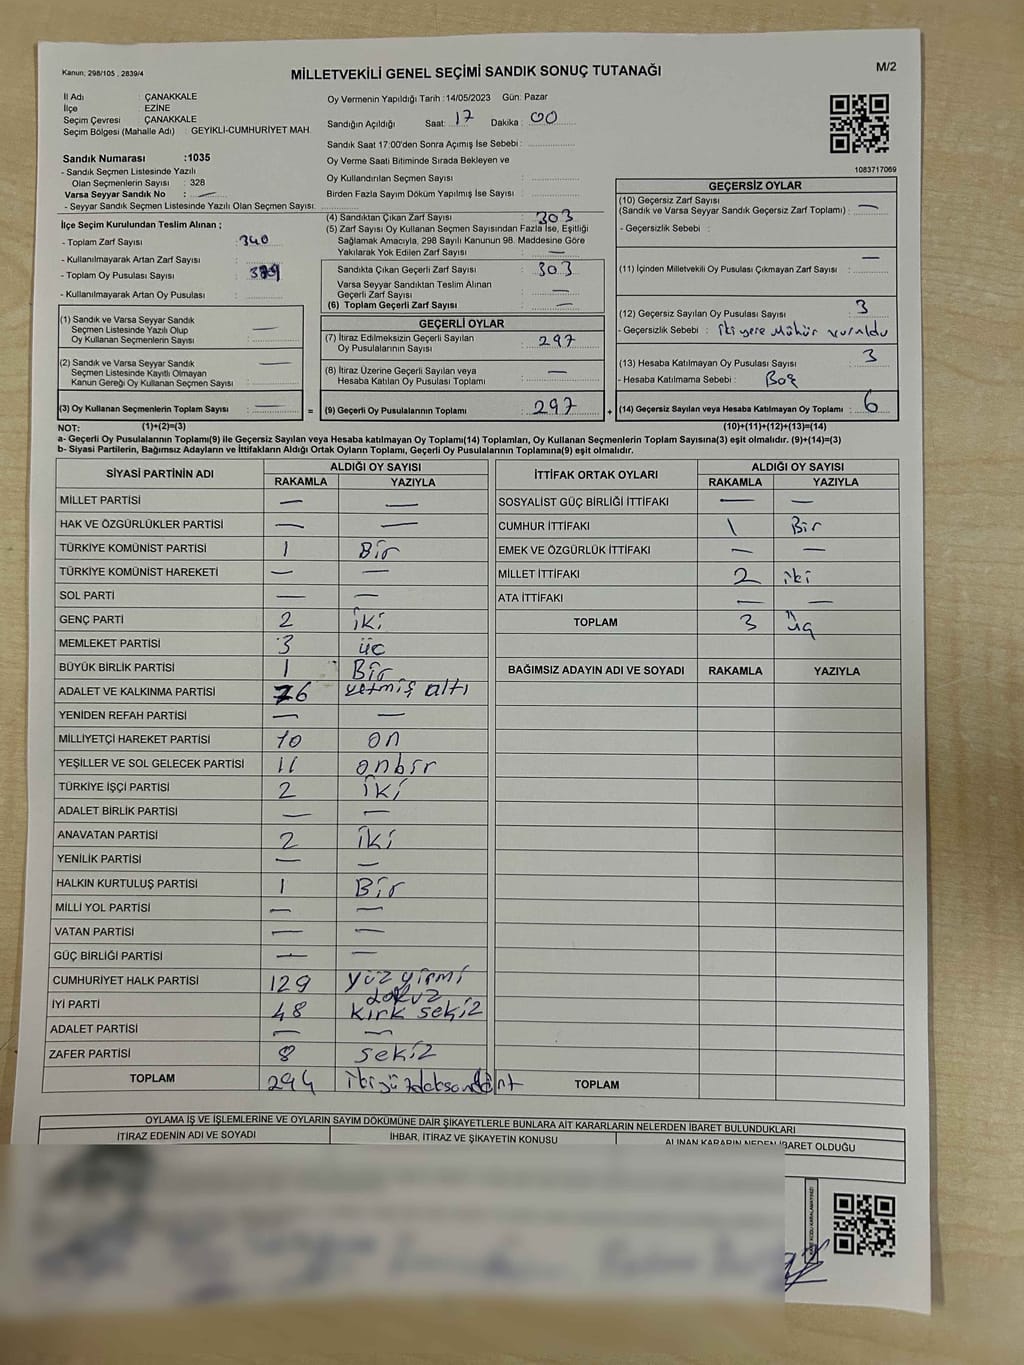 Kanun; 298/105 , 2839/4
MİLLETVEKİLİ GENEL SEÇİMİ SANDIK SONUÇ TUTANAĞI
M/2
İl Adı : ÇANAKKALE
İlçe : EZİNE
Seçim Çevresi : ÇANAKKALE
Seçim Bölgesi (Mahalle Adı) : GEYİKLİ-CUMHURİYET MAH.
Sandık Numarası :1035
- Sandık Seçmen Listesinde Yazılı
Olan Seçmenlerin Sayısı : 328
Varsa Seyyar Sandık No : —
- Seyyar Sandık Seçmen Listesinde Yazılı Olan Seçmen Sayısı:
Oy Vermenin Yapıldığı Tarih :14/05/2023 Gün: Pazar
Sandığın Açıldığı Saat: 17 Dakika : 00
Sandık Saat 17:00'den Sonra Açımış İse Sebebi :
Oy Verme Saati Bitiminde Sırada Bekleyen ve
Oy Kullandırılan Seçmen Sayısı :
Birden Fazla Sayım Döküm Yapılmış İse Sayısı :
1083717069
İlçe Seçim Kurulundan Teslim Alınan ;
- Toplam Zarf Sayısı : 340
- Kullanılmayarak Artan Zarf Sayısı :
- Toplam Oy Pusulası Sayısı :
- Kullanılmayarak Artan Oy Pusulası :
(1) Sandık ve Varsa Seyyar Sandık
Seçmen Listesinde Yazılı Olup
Oy Kullanan Seçmenlerin Sayısı : —
(2) Sandık ve Varsa Seyyar Sandık
Seçmen Listesinde Kayıtlı Olmayan
Kanun Gereği Oy Kullanan Seçmen Sayısı : —
(3) Oy Kullanan Seçmenlerin Toplam Sayısı : —
(4) Sandıktan Çıkan Zarf Sayısı : 303
(5) Zarf Sayısı Oy Kullanan Seçmen Sayısından Fazla İse, Eşitliği
Sağlamak Amacıyla, 298 Sayılı Kanunun 98. Maddesine Göre
Yakılarak Yok Edilen Zarf Sayısı : —
Sandıkta Çıkan Geçerli Zarf Sayısı : 303
Varsa Seyyar Sandıktan Teslim Alınan
Geçerli Zarf Sayısı : —
(6) Toplam Geçerli Zarf Sayısı : —
GEÇERLİ OYLAR
(7) İtiraz Edilmeksizin Geçerli Sayılan
Oy Pusulalarının Sayısı : 297
(8) İtiraz Üzerine Geçerli Sayılan veya
Hesaba Katılan Oy Pusulası Toplamı : —
= (9) Geçerli Oy Pusulalarının Toplamı : 297 +
GEÇERSİZ OYLAR
(10) Geçersiz Zarf Sayısı
(Sandık ve Varsa Seyyar Sandık Geçersiz Zarf Toplamı) : —
- Geçersizlik Sebebi :
(11) İçinden Milletvekili Oy Pusulası Çıkmayan Zarf Sayısı : —
(12) Geçersiz Sayılan Oy Pusulası Sayısı : 3
- Geçersizlik Sebebi : iki yere Mühür vuruldu
(13) Hesaba Katılmayan Oy Pusulası Sayısı : 3
- Hesaba Katılmama Sebebi : Boş
(14) Geçersiz Sayılan veya Hesaba Katılmayan Oy Toplamı : 6
NOT: (1)+(2)=(3) (10)+(11)+(12)+(13)=(14)
a- Geçerli Oy Pusulalarının Toplamı(9) ile Geçersiz Sayılan veya Hesaba katılmayan Oy Toplamı(14) Toplamları, Oy Kullanan Seçmenlerin Toplam Sayısına(3) eşit olmalıdır. (9)+(14)=(3)
b- Siyasi Partilerin, Bağımsız Adayların ve İttifakların Aldığı Ortak Oyların Toplamı, Geçerli Oy Pusulalarının Toplamına(9) eşit olmalıdır.
SİYASİ PARTİNİN ADI ALDIĞI OY SAYISI
RAKAMLA YAZIYLA
MİLLET PARTİSİ — —
HAK VE ÖZGÜRLÜKLER PARTİSİ — —
TÜRKİYE KOMÜNİST PARTİSİ 1 Bir
TÜRKİYE KOMÜNİST HAREKETİ — —
SOL PARTİ — —
GENÇ PARTİ 2 iki
MEMLEKET PARTİSİ 3 üç
BÜYÜK BİRLİK PARTİSİ 1 Bir
ADALET VE KALKINMA PARTİSİ 76 yetmiş altı
YENİDEN REFAH PARTİSİ — —
MİLLİYETÇİ HAREKET PARTİSİ 10 on
YEŞİLLER VE SOL GELECEK PARTİSİ 11 onbir
TÜRKİYE İŞÇİ PARTİSİ 2 iki
ADALET BİRLİK PARTİSİ — —
ANAVATAN PARTİSİ 2 iki
YENİLİK PARTİSİ — —
HALKIN KURTULUŞ PARTİSİ 1 Bir
MİLLİ YOL PARTİSİ — —
VATAN PARTİSİ — —
GÜÇ BİRLİĞİ PARTİSİ — —
CUMHURİYET HALK PARTİSİ 129 yüz yirmi
dokuz
İYİ PARTİ 48 kırk sekiz
ADALET PARTİSİ — —
ZAFER PARTİSİ 8 sekiz
TOPLAM 294
İTTİFAK ORTAK OYLARI ALDIĞI OY SAYISI
RAKAMLA YAZIYLA
SOSYALİST GÜÇ BİRLİĞİ İTTİFAKI — —
CUMHUR İTTİFAKI 1 Bir
EMEK VE ÖZGÜRLÜK İTTİFAKI — —
MİLLET İTTİFAKI 2 iki
ATA İTTİFAKI — —
TOPLAM 3 üç
BAĞIMSIZ ADAYIN ADI VE SOYADI RAKAMLA YAZIYLA
TOPLAM
OYLAMA İŞ VE İŞLEMLERİNE VE OYLARIN SAYIM DÖKÜMÜNE DAİR ŞİKAYETLERLE BUNLARA AİT KARARLARIN NELERDEN İBARET BULUNDUKLARI
İTİRAZ EDENİN ADI VE SOYADI İHBAR, İTİRAZ VE ŞİKAYETİN KONUSU ALINAN KARARIN NEDEN İBARET OLDUĞU